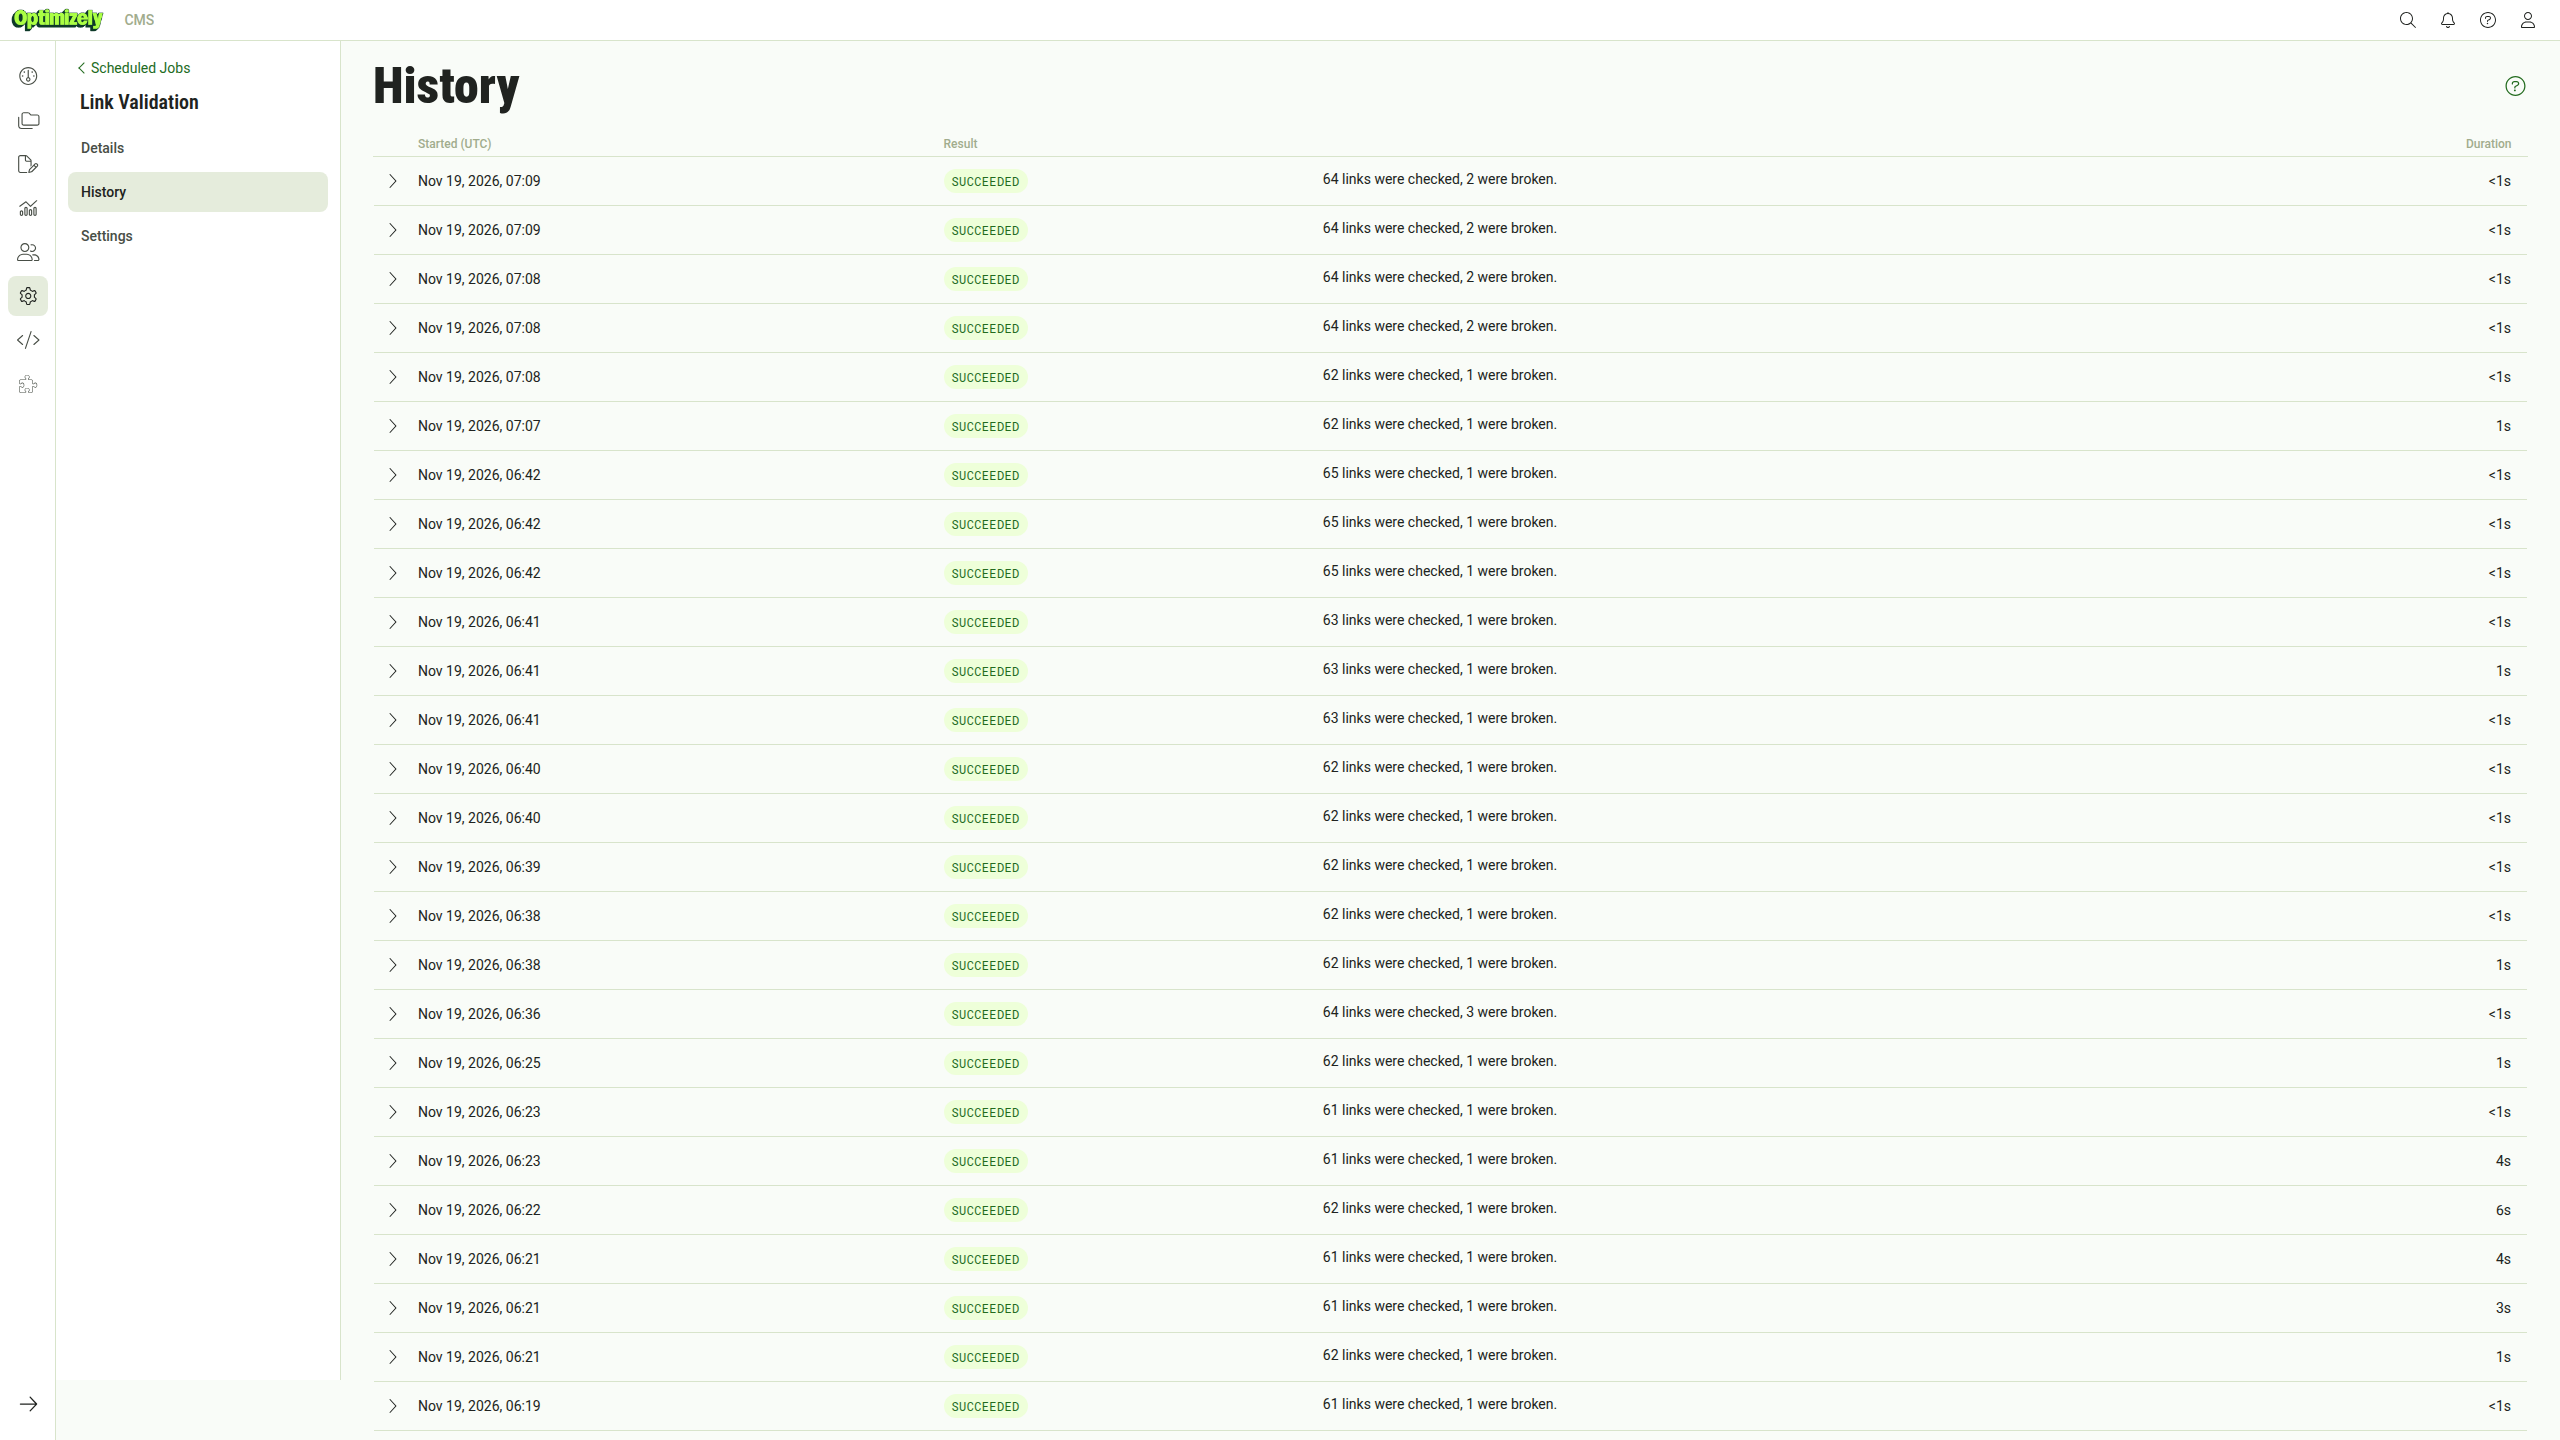 Optimizely CMS
Scheduled Jobs
Link Validation
Details
History
Settings
History
Started (UTC) Result Duration
Nov 19, 2026, 07:09 SUCCEEDED 64 links were checked, 2 were broken. <1s
Nov 19, 2026, 07:09 SUCCEEDED 64 links were checked, 2 were broken. <1s
Nov 19, 2026, 07:08 SUCCEEDED 64 links were checked, 2 were broken. <1s
Nov 19, 2026, 07:08 SUCCEEDED 64 links were checked, 2 were broken. <1s
Nov 19, 2026, 07:08 SUCCEEDED 62 links were checked, 1 were broken. <1s
Nov 19, 2026, 07:07 SUCCEEDED 62 links were checked, 1 were broken. 1s
Nov 19, 2026, 06:42 SUCCEEDED 65 links were checked, 1 were broken. <1s
Nov 19, 2026, 06:42 SUCCEEDED 65 links were checked, 1 were broken. <1s
Nov 19, 2026, 06:42 SUCCEEDED 65 links were checked, 1 were broken. <1s
Nov 19, 2026, 06:41 SUCCEEDED 63 links were checked, 1 were broken. <1s
Nov 19, 2026, 06:41 SUCCEEDED 63 links were checked, 1 were broken. 1s
Nov 19, 2026, 06:41 SUCCEEDED 63 links were checked, 1 were broken. <1s
Nov 19, 2026, 06:40 SUCCEEDED 62 links were checked, 1 were broken. <1s
Nov 19, 2026, 06:40 SUCCEEDED 62 links were checked, 1 were broken. <1s
Nov 19, 2026, 06:39 SUCCEEDED 62 links were checked, 1 were broken. <1s
Nov 19, 2026, 06:38 SUCCEEDED 62 links were checked, 1 were broken. <1s
Nov 19, 2026, 06:38 SUCCEEDED 62 links were checked, 1 were broken. 1s
Nov 19, 2026, 06:36 SUCCEEDED 64 links were checked, 3 were broken. <1s
Nov 19, 2026, 06:25 SUCCEEDED 62 links were checked, 1 were broken. 1s
Nov 19, 2026, 06:23 SUCCEEDED 61 links were checked, 1 were broken. <1s
Nov 19, 2026, 06:23 SUCCEEDED 61 links were checked, 1 were broken. 4s
Nov 19, 2026, 06:22 SUCCEEDED 62 links were checked, 1 were broken. 6s
Nov 19, 2026, 06:21 SUCCEEDED 61 links were checked, 1 were broken. 4s
Nov 19, 2026, 06:21 SUCCEEDED 61 links were checked, 1 were broken. 3s
Nov 19, 2026, 06:21 SUCCEEDED 62 links were checked, 1 were broken. 1s
Nov 19, 2026, 06:19 SUCCEEDED 61 links were checked, 1 were broken. <1s